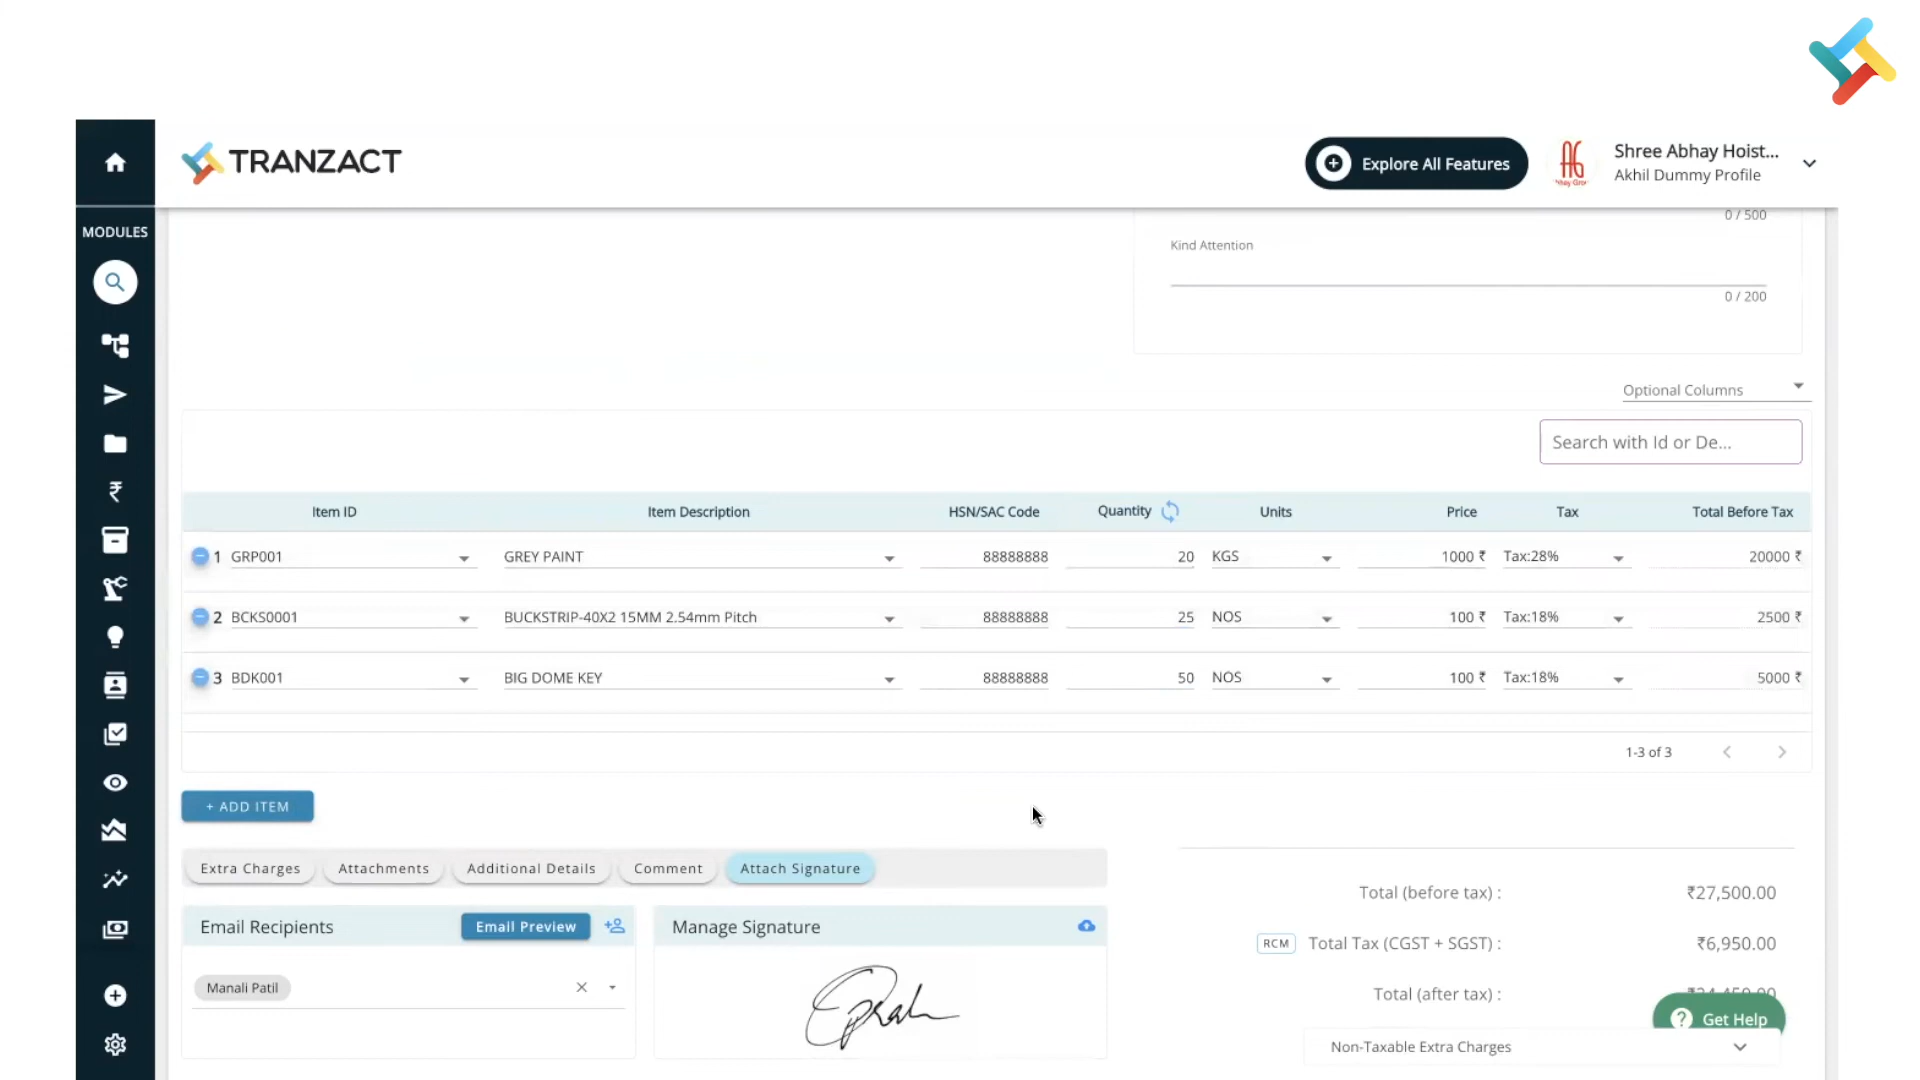 TRANZACT
Explore All Features
Shree Abhay Hoist...
Akhil Dummy Profile
MODULES
0 / 500
Kind Attention
0 / 200
Optional Columns
Search with Id or De...
Item ID Item Description HSN/SAC Code Quantity Units Price Tax Total Before Tax
1 GRP001 GREY PAINT 88888888 20 KGS 1000 ₹ Tax:28% 20000 ₹
2 BCKS0001 BUCKSTRIP-40X2 15MM 2.54mm Pitch 88888888 25 NOS 100 ₹ Tax:18% 2500 ₹
3 BDK001 BIG DOME KEY 88888888 50 NOS 100 ₹ Tax:18% 5000 ₹
1-3 of 3
+ ADD ITEM
Extra Charges Attachments Additional Details Comment Attach Signature
Total (before tax) : ₹27,500.00
Email Recipients Email Preview Manage Signature
RCM Total Tax (CGST + SGST) : ₹6,950.00
Manali Patil
Total (after tax) :
Get Help
Non-Taxable Extra Charges